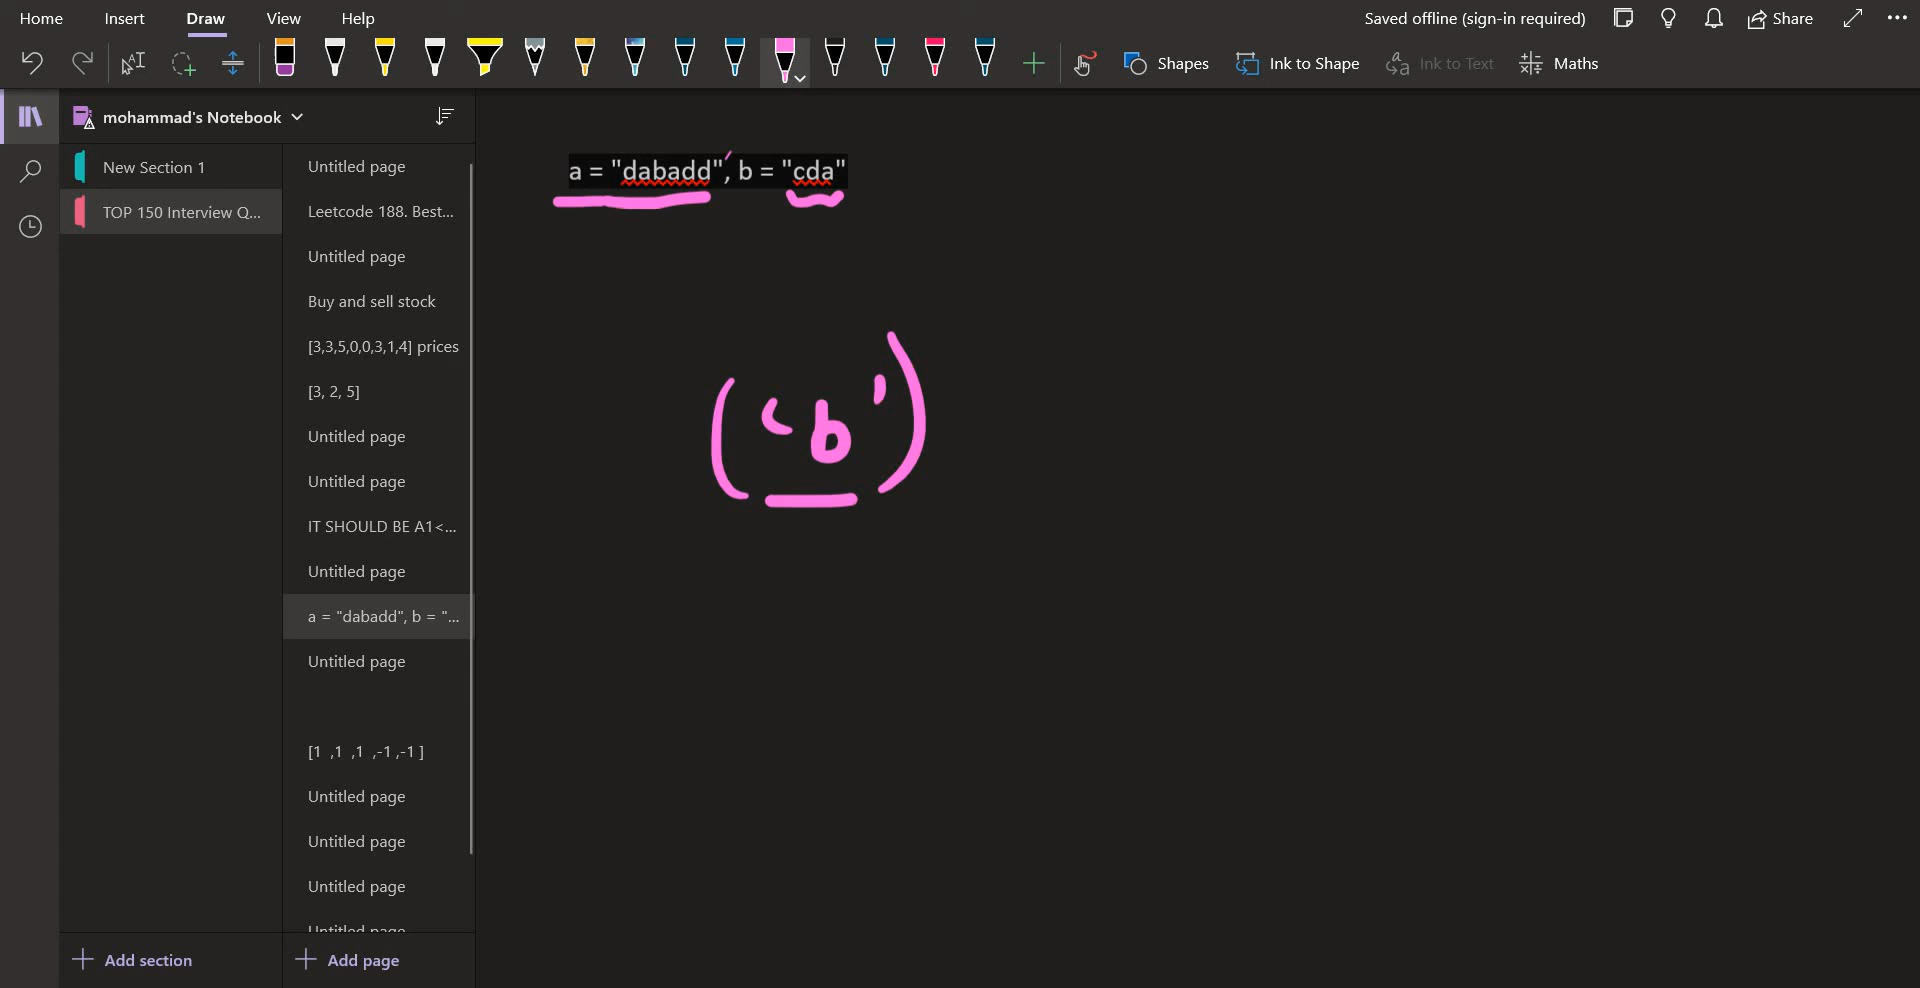 Home Insert Draw View Help
Saved offline (sign-in required) Share
Shapes Ink to Shape Ink to Text Maths
mohammad's Notebook
New Section 1
TOP 150 Interview Q...
Untitled page
Leetcode 188. Best...
Untitled page
Buy and sell stock
[3,3,5,0,0,3,1,4] prices
[3, 2, 5]
Untitled page
Untitled page
IT SHOULD BE A1<...
Untitled page
a = "dabadd", b = "...
Untitled page
[1 ,1 ,1 ,-1 ,-1 ]
Untitled page
Untitled page
Untitled page
Untitled page
Add section
Add page
a = "dabadd", b = "cda"
('b')